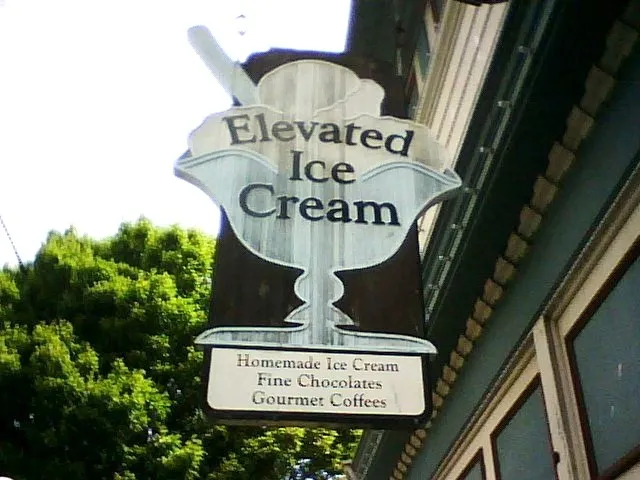 Elevated
Ice
Cream
Homemade Ice Cream
Fine Chocolates
Gourmet Coffees